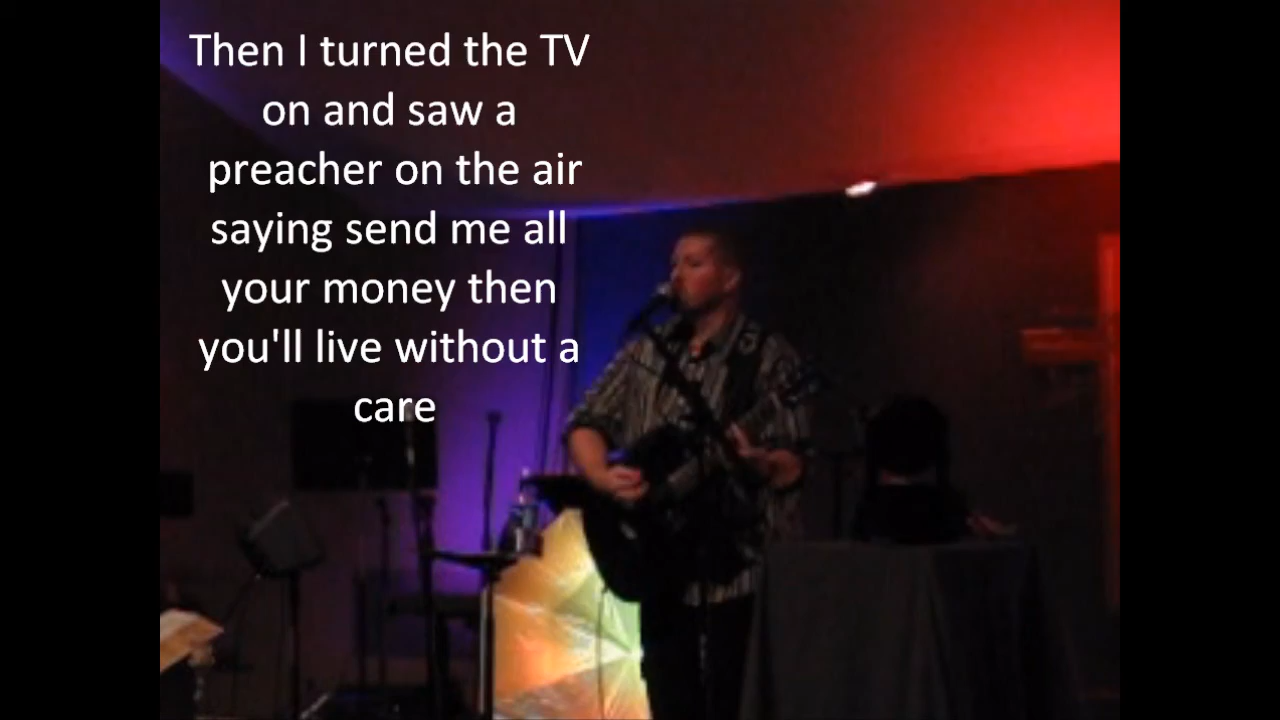 Then I turned the TV
on and saw a
preacher on the air
saying send me all
your money then
you'll live without a
care